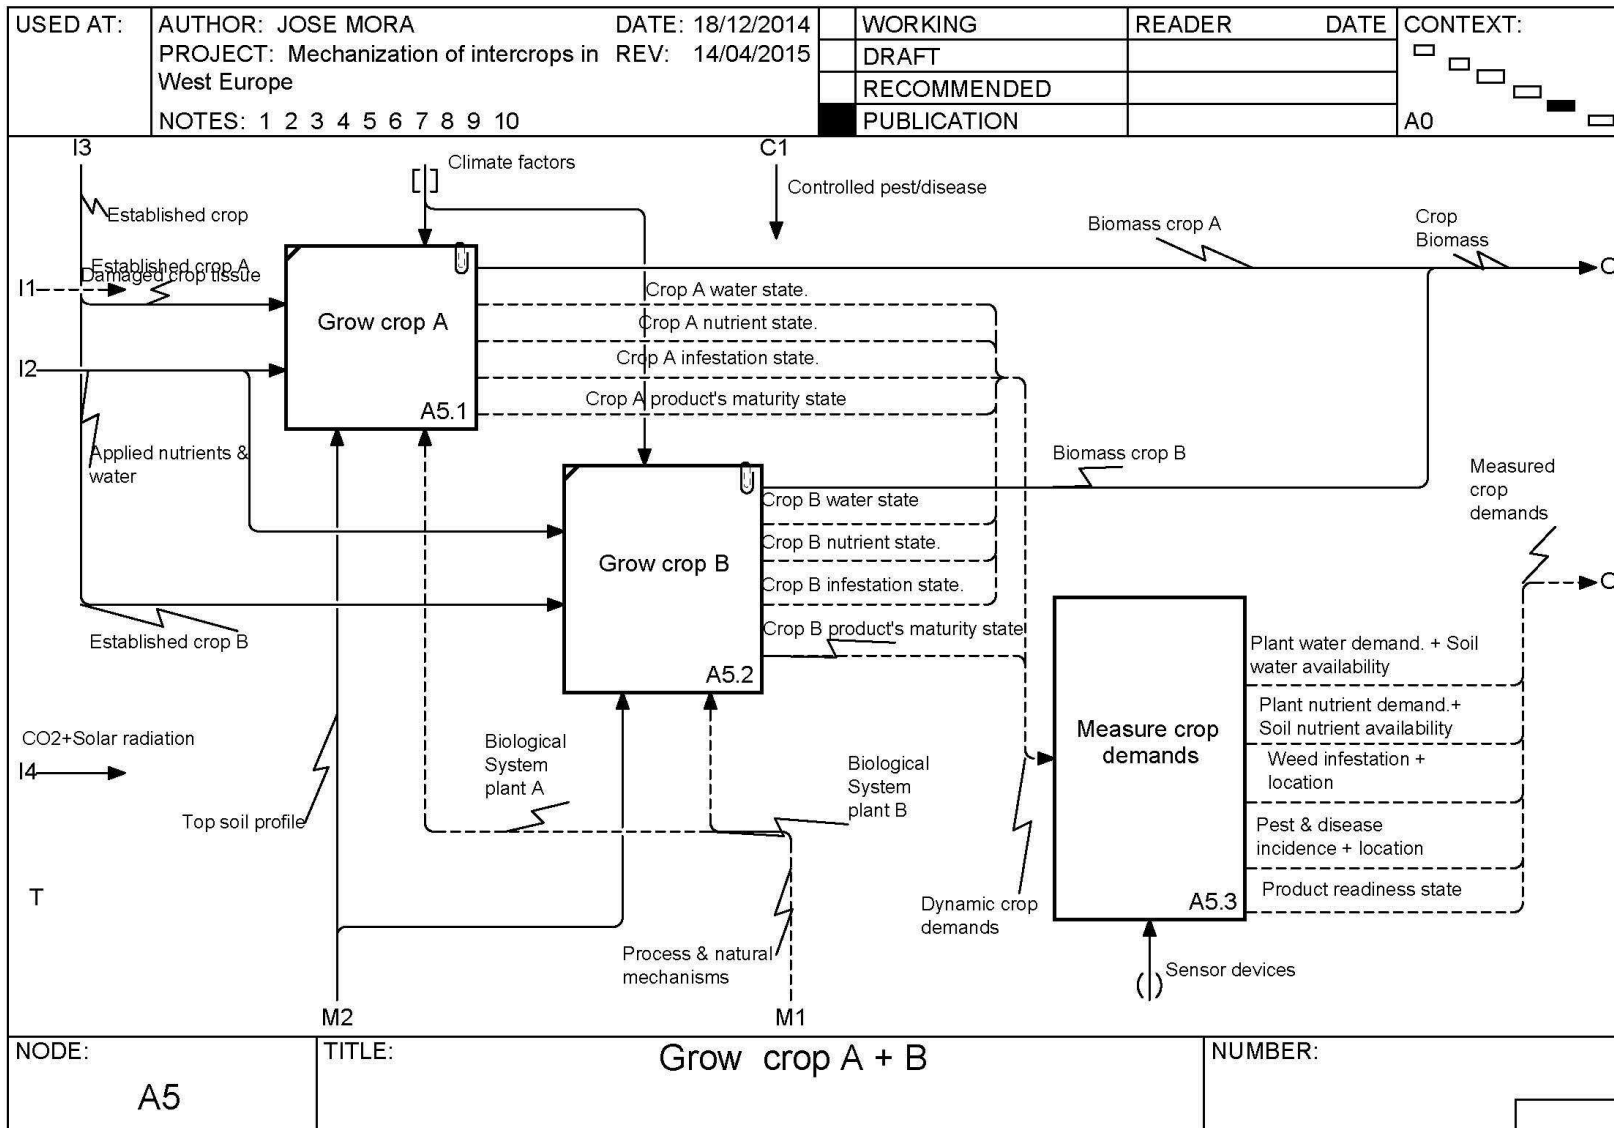 USED AT:
AUTHOR: JOSE MORA
DATE: 18/12/2014
PROJECT: Mechanization of intercrops in
West Europe
REV: 14/04/2015
NOTES: 1 2 3 4 5 6 7 8 9 10
WORKING
DRAFT
RECOMMENDED
PUBLICATION
READER
DATE
CONTEXT:
A0
I3
Climate factors
C1
Controlled pest/disease
Established crop
Biomass crop A
Crop
Biomass
Established crop A
Damaged crop tissue
I1
O
Crop A water state.
Grow crop A
Crop A nutrient state.
Crop A infestation state.
I2
Crop A product's maturity state
A5.1
Applied nutrients &
water
Biomass crop B
Measured
crop
demands
Crop B water state
Crop B nutrient state.
Grow crop B
Crop B infestation state.
O
Established crop B
Crop B product's maturity state
A5.2
Plant water demand. + Soil
water availability
Plant nutrient demand.+
Soil nutrient availability
Measure crop
demands
Weed infestation +
location
CO2+Solar radiation
I4
Biological
System
plant A
Biological
System
plant B
Top soil profile
Pest & disease
incidence + location
T
Product readiness state
A5.3
Dynamic crop
demands
Process & natural
mechanisms
Sensor devices
M2
M1
NODE:
A5
TITLE:
Grow crop A + B
NUMBER: